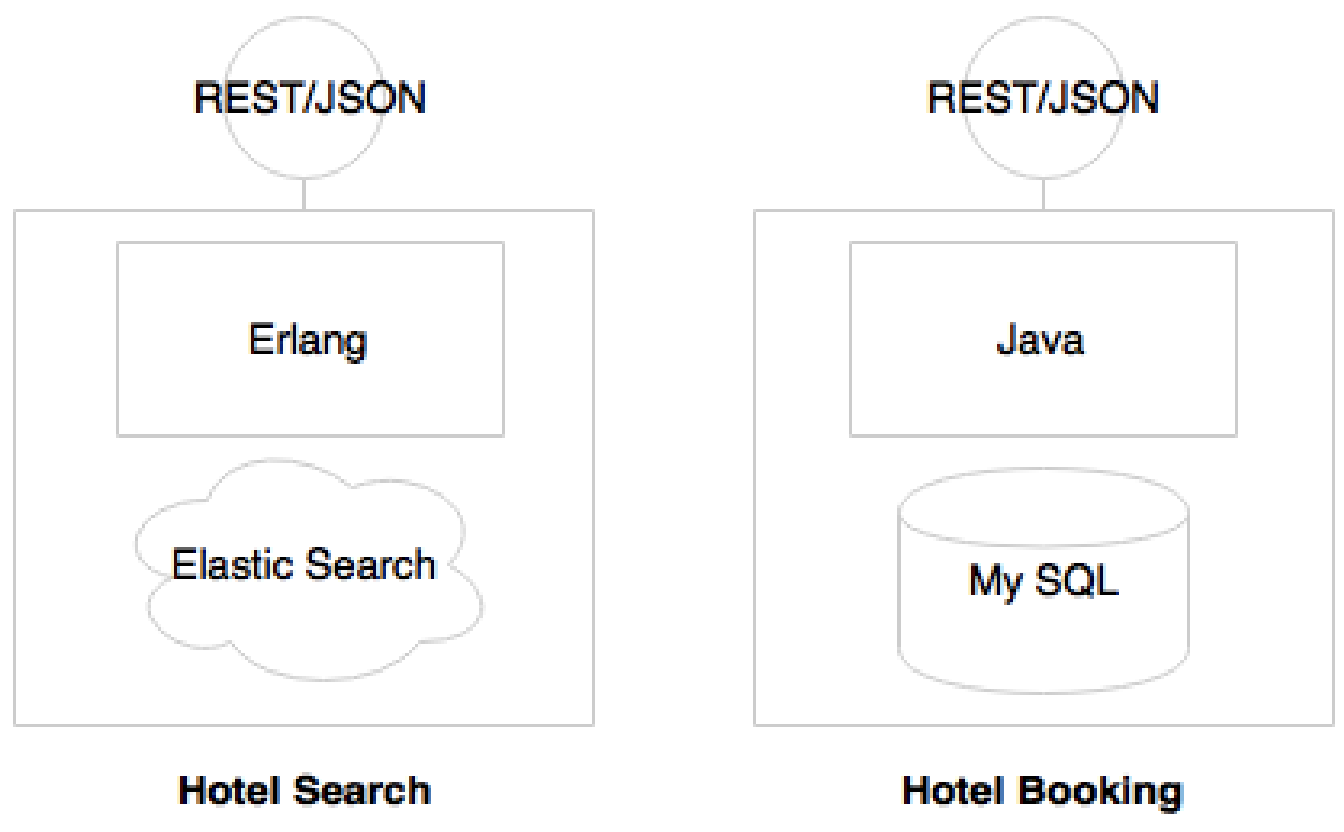 REST/JSON
Erlang
Elastic Search
Hotel Search
REST/JSON
Java
My SQL
Hotel Booking